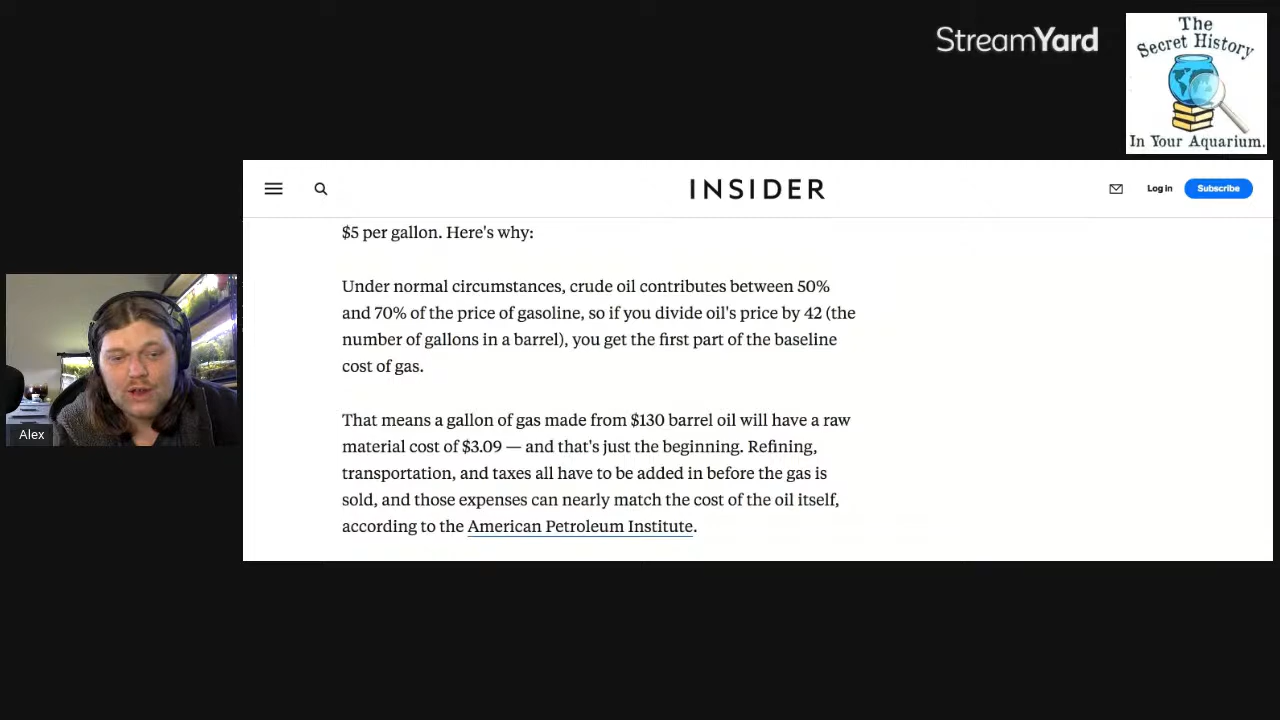 StreamYard
The
Secret History
In Your Aquarium.
INSIDER
Log in
Subscribe
$5 per gallon. Here's why:
Under normal circumstances, crude oil contributes between 50%
and 70% of the price of gasoline, so if you divide oil's price by 42 (the
number of gallons in a barrel), you get the first part of the baseline
cost of gas.
That means a gallon of gas made from $130 barrel oil will have a raw
material cost of $3.09 — and that's just the beginning. Refining,
transportation, and taxes all have to be added in before the gas is
sold, and those expenses can nearly match the cost of the oil itself,
according to the American Petroleum Institute.
Alex